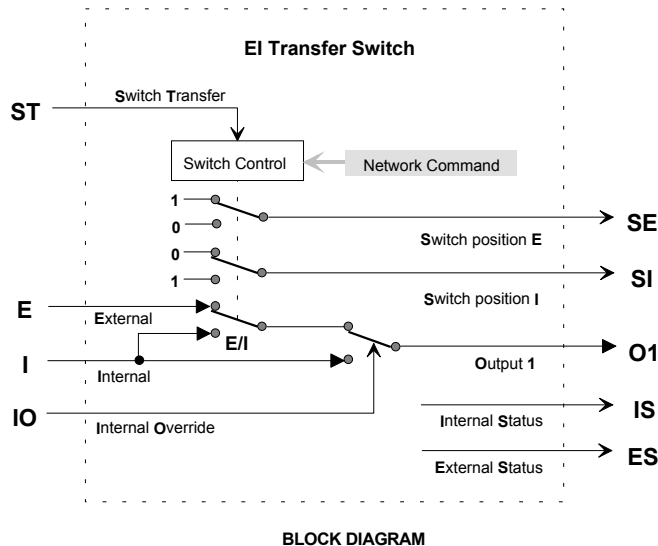 EI Transfer Switch
Switch Transfer
ST
Switch Control
Network Command
1
0
SE
Switch position E
0
1
SI
Switch position I
E
External
E/I
I
Internal
O1
Output 1
IO
Internal Override
IS
Internal Status
ES
External Status
BLOCK DIAGRAM